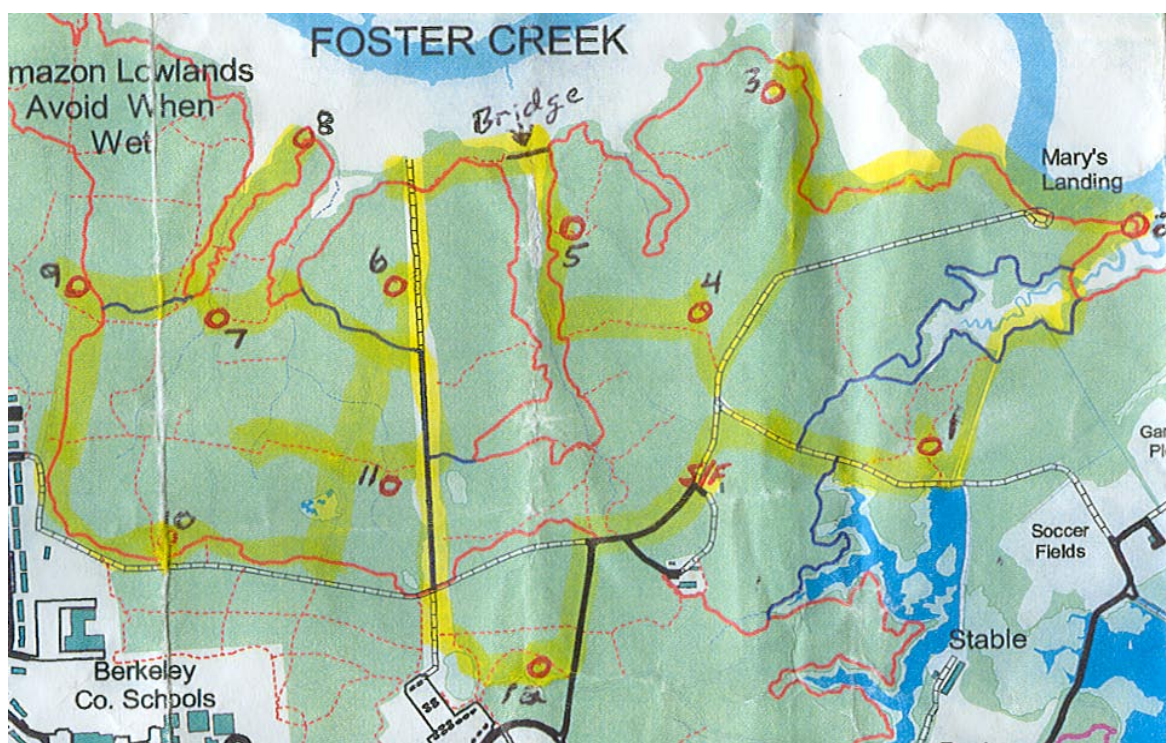 FOSTER CREEK
mazon Lowlands
Avoid When
Wet
8
Bridge
3
Mary's
Landing
9
6
5
4
7
1
11
S/F
10
Soccer
Fields
Stable
12
Berkeley
Co. Schools